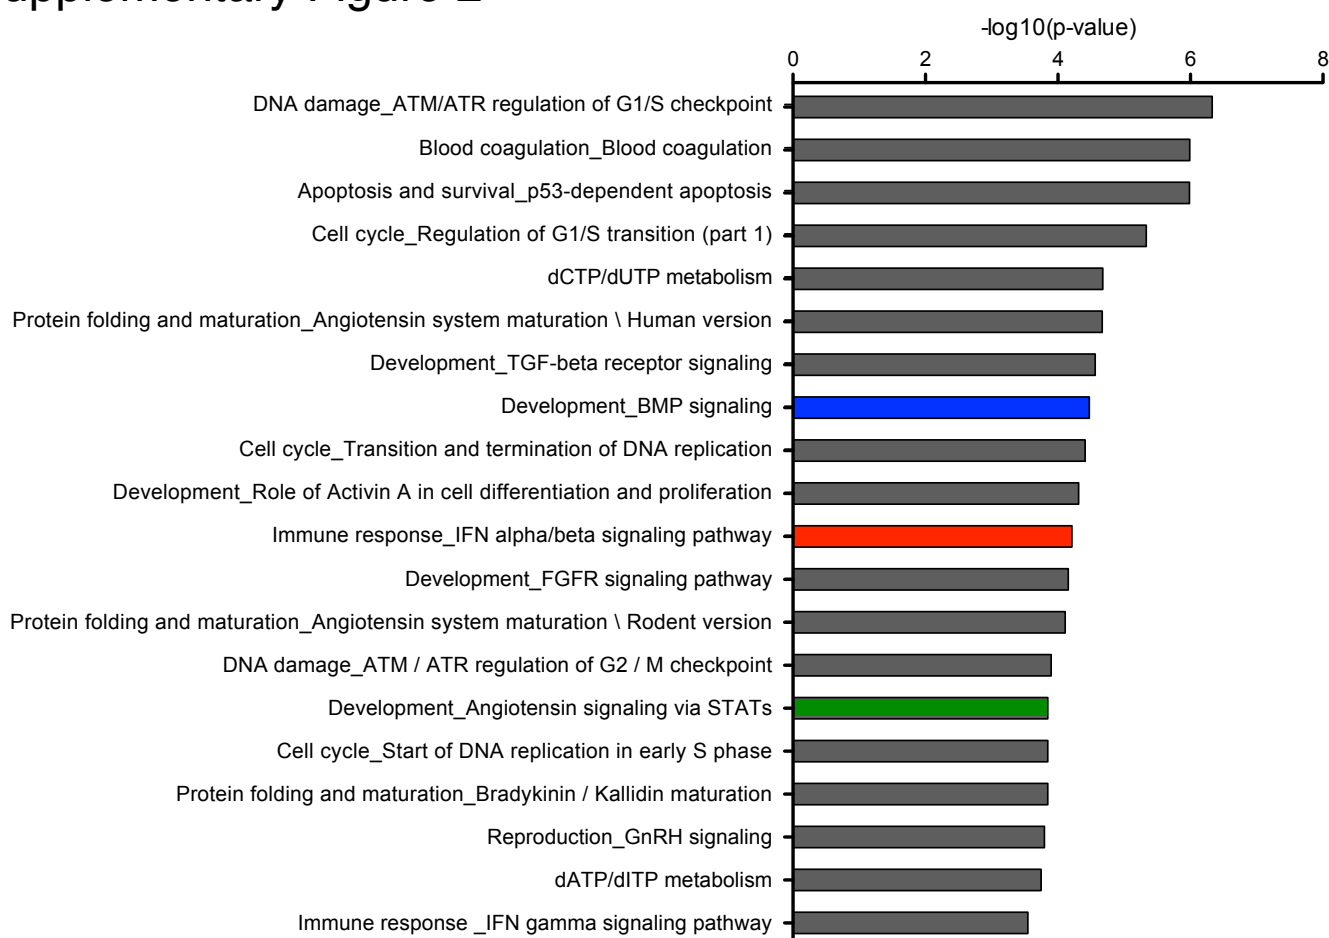 -log10(p-value)
0 2 4 6 8
DNA damage_ATM/ATR regulation of G1/S checkpoint
Blood coagulation_Blood coagulation
Apoptosis and survival_p53-dependent apoptosis
Cell cycle_Regulation of G1/S transition (part 1)
dCTP/dUTP metabolism
Protein folding and maturation_Angiotensin system maturation \ Human version
Development_TGF-beta receptor signaling
Development_BMP signaling
Cell cycle_Transition and termination of DNA replication
Development_Role of Activin A in cell differentiation and proliferation
Immune response_IFN alpha/beta signaling pathway
Development_FGFR signaling pathway
Protein folding and maturation_Angiotensin system maturation \ Rodent version
DNA damage_ATM / ATR regulation of G2 / M checkpoint
Development_Angiotensin signaling via STATs
Cell cycle_Start of DNA replication in early S phase
Protein folding and maturation_Bradykinin / Kallidin maturation
Reproduction_GnRH signaling
dATP/dITP metabolism
Immune response _IFN gamma signaling pathway